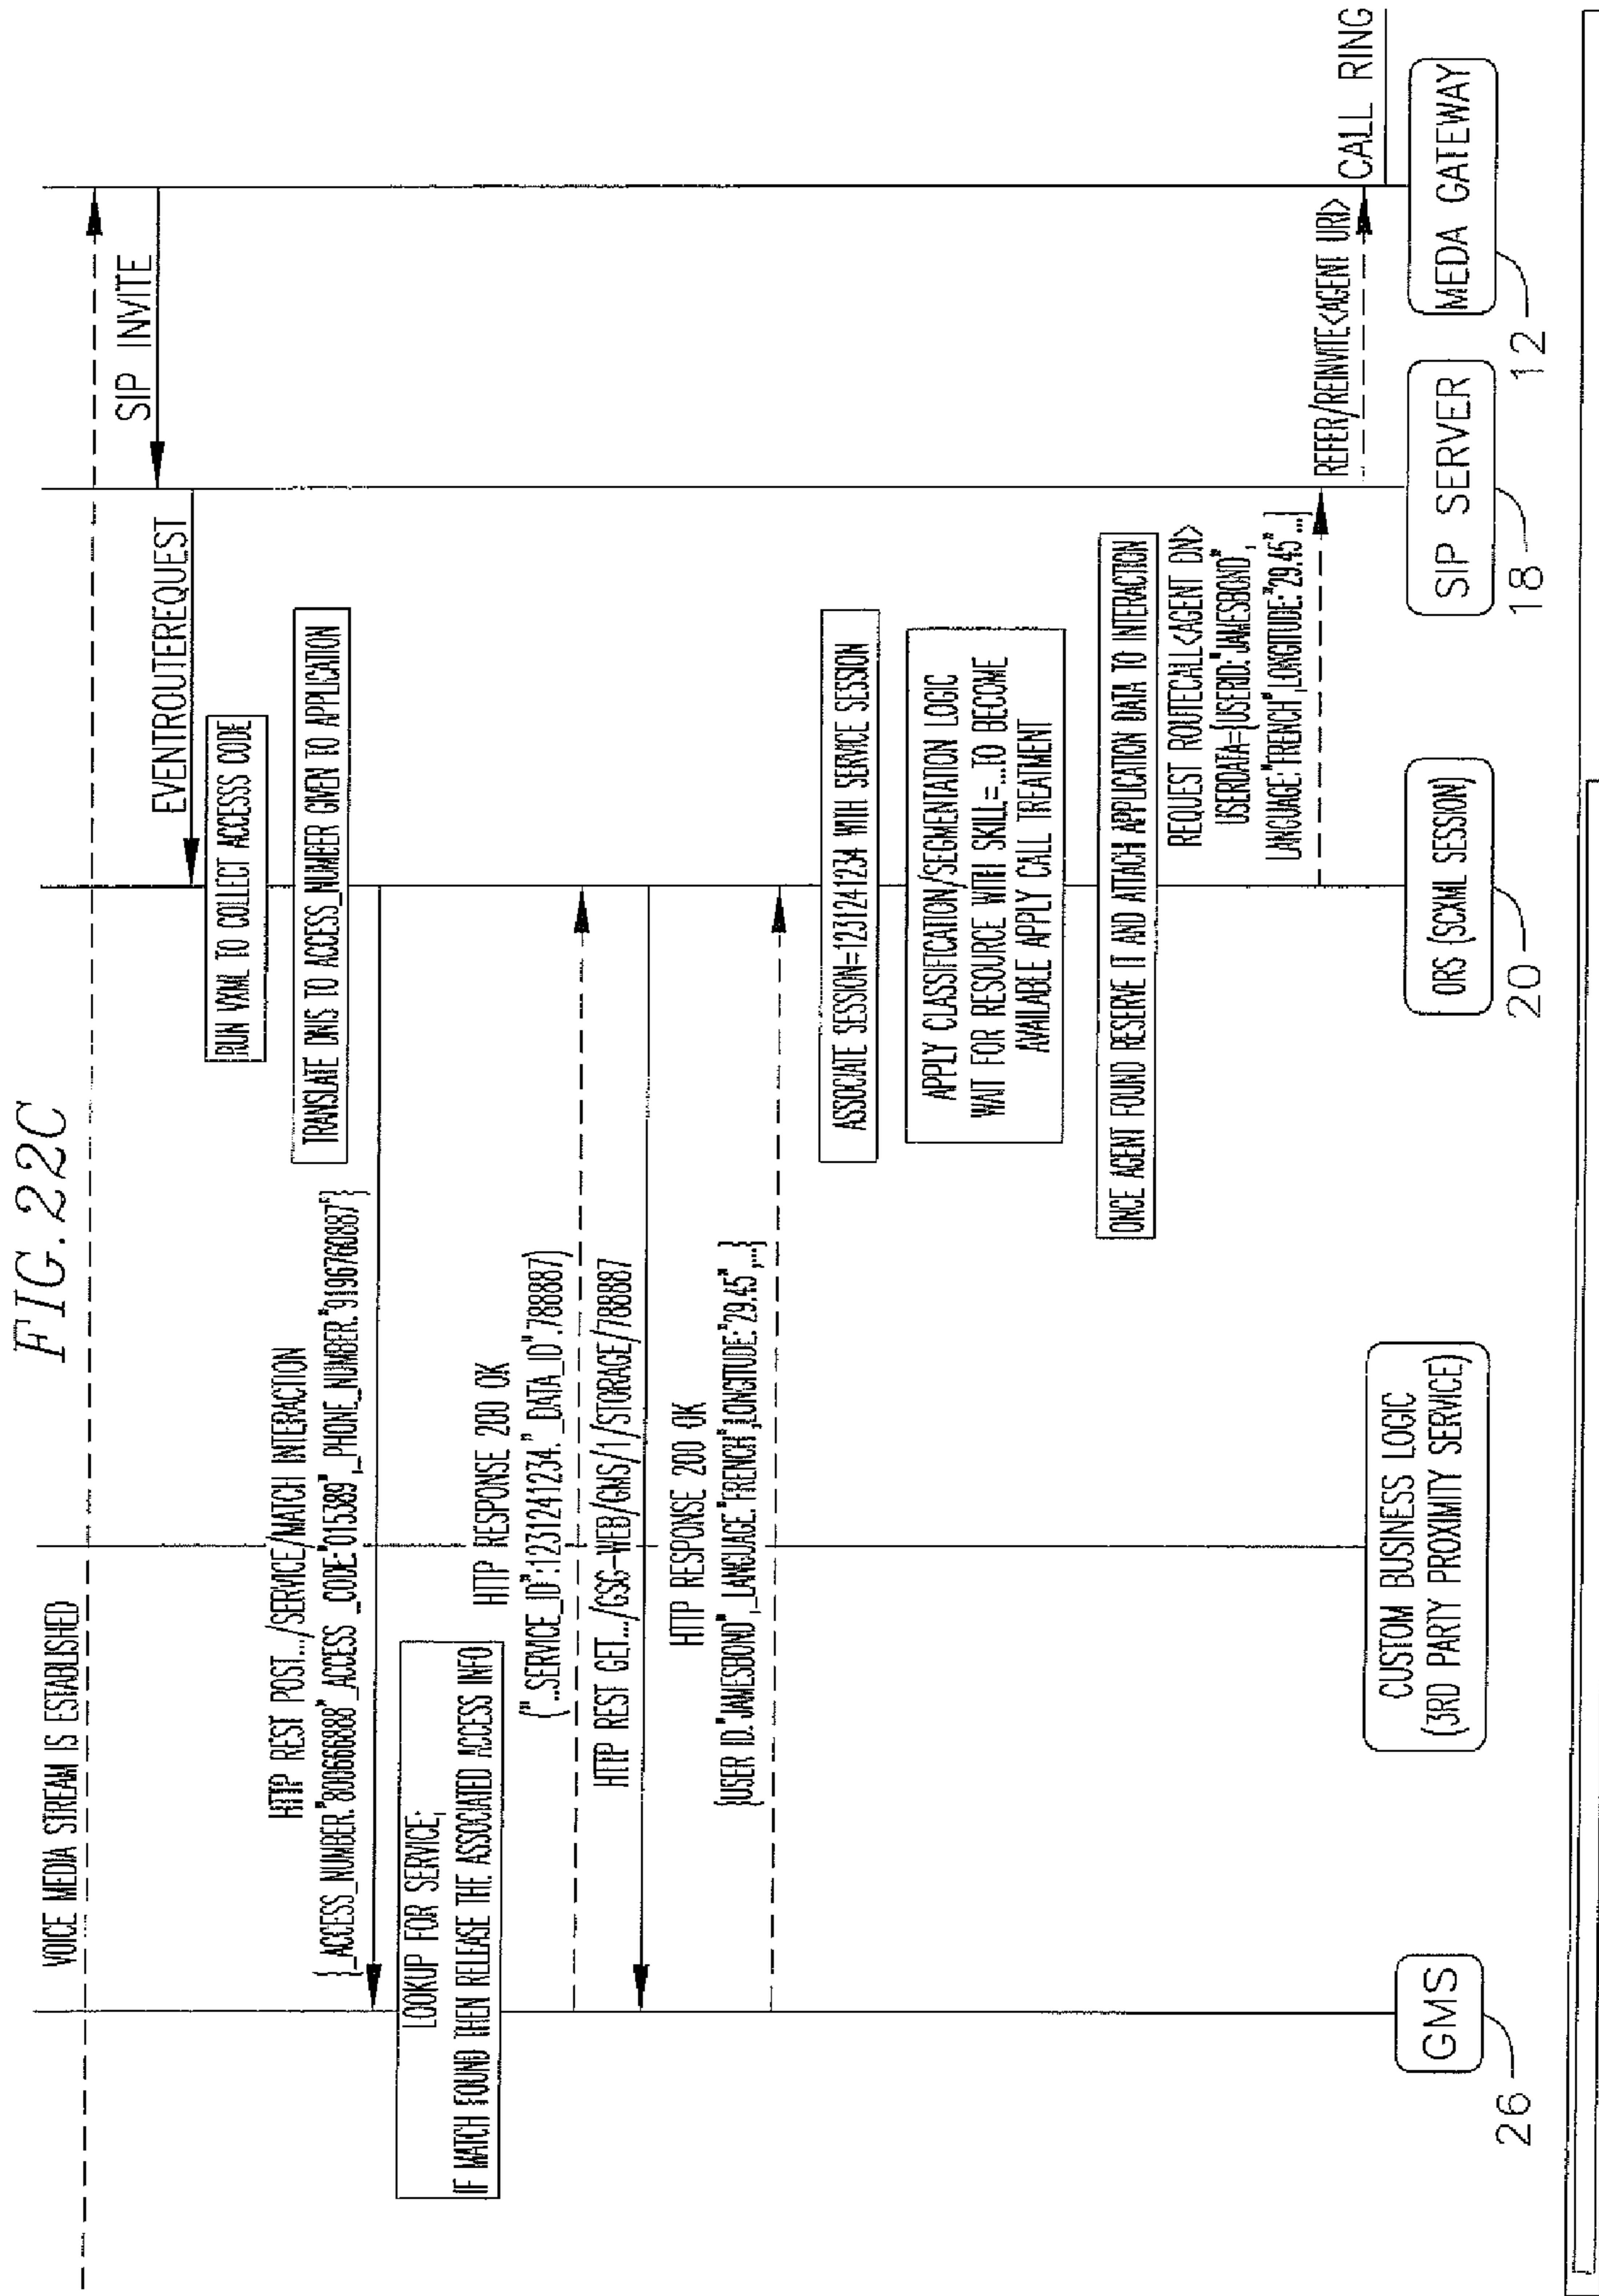 FIG. 22C
VOICE MEDIA STREAM IS ESTABLISHED
SIP INVITE
EVENTROUTEREQUEST
RUN VXML TO COLLECT ACCESSS CODE
TRANSLATE DNIS TO ACCESS_NUMBER GIVEN TO APPLICATION
HTTP REST POST.../SERVICE/MATCH INTERACTION
{_ACCESS_NUMBER."80066888"_ACCESS _CODE."015389",_PHONE_NUMBER."9196760887"}
LOOKUP FOR SERVICE;
IF MATCH FOUND THEN RELEASE THE ASSOCIATED ACCESS INFO
HTTP RESPONSE 200 OK
("..SERVICE_ID":1231241234."_DATA_ID".788887)
HTTP REST GET.../GSG-WEB/GMS/1/STORAGE/788887
HTTP RESPONSE 200 OK
{USER ID."JAMESBOND",_LANGUAGE."FRENCH",LONGITUDE:"29.45",...}
ASSOCIATE SESSION=1231241234 WITH SERVICE SESSION
APPLY CLASSIFICATION/SEGMENTATION LOGIC
WAIT FOR RESOURCE WITH SKILL=...TO BECOME
AVAILABLE APPLY CALL TREATMENT
ONCE AGENT FOUND RESERVE IT AND ATTACH APPLICATION DATA TO INTERACTION
REQUEST ROUTECALL<AGENT DN>
USERDATA={USERID:"JAMESBOND",
LANGUAGE:"FRENCH",LONGITUDE:"29.45"...}
REFER/REINVITE<AGENT URI>
CALL RING
GMS
26
CUSTOM BUSINESS LOGIC
(3RD PARTY PROXIMITY SERVICE)
ORS (SCXML SESSION)
20
SIP SERVER
18
MEDA GATEWAY
12